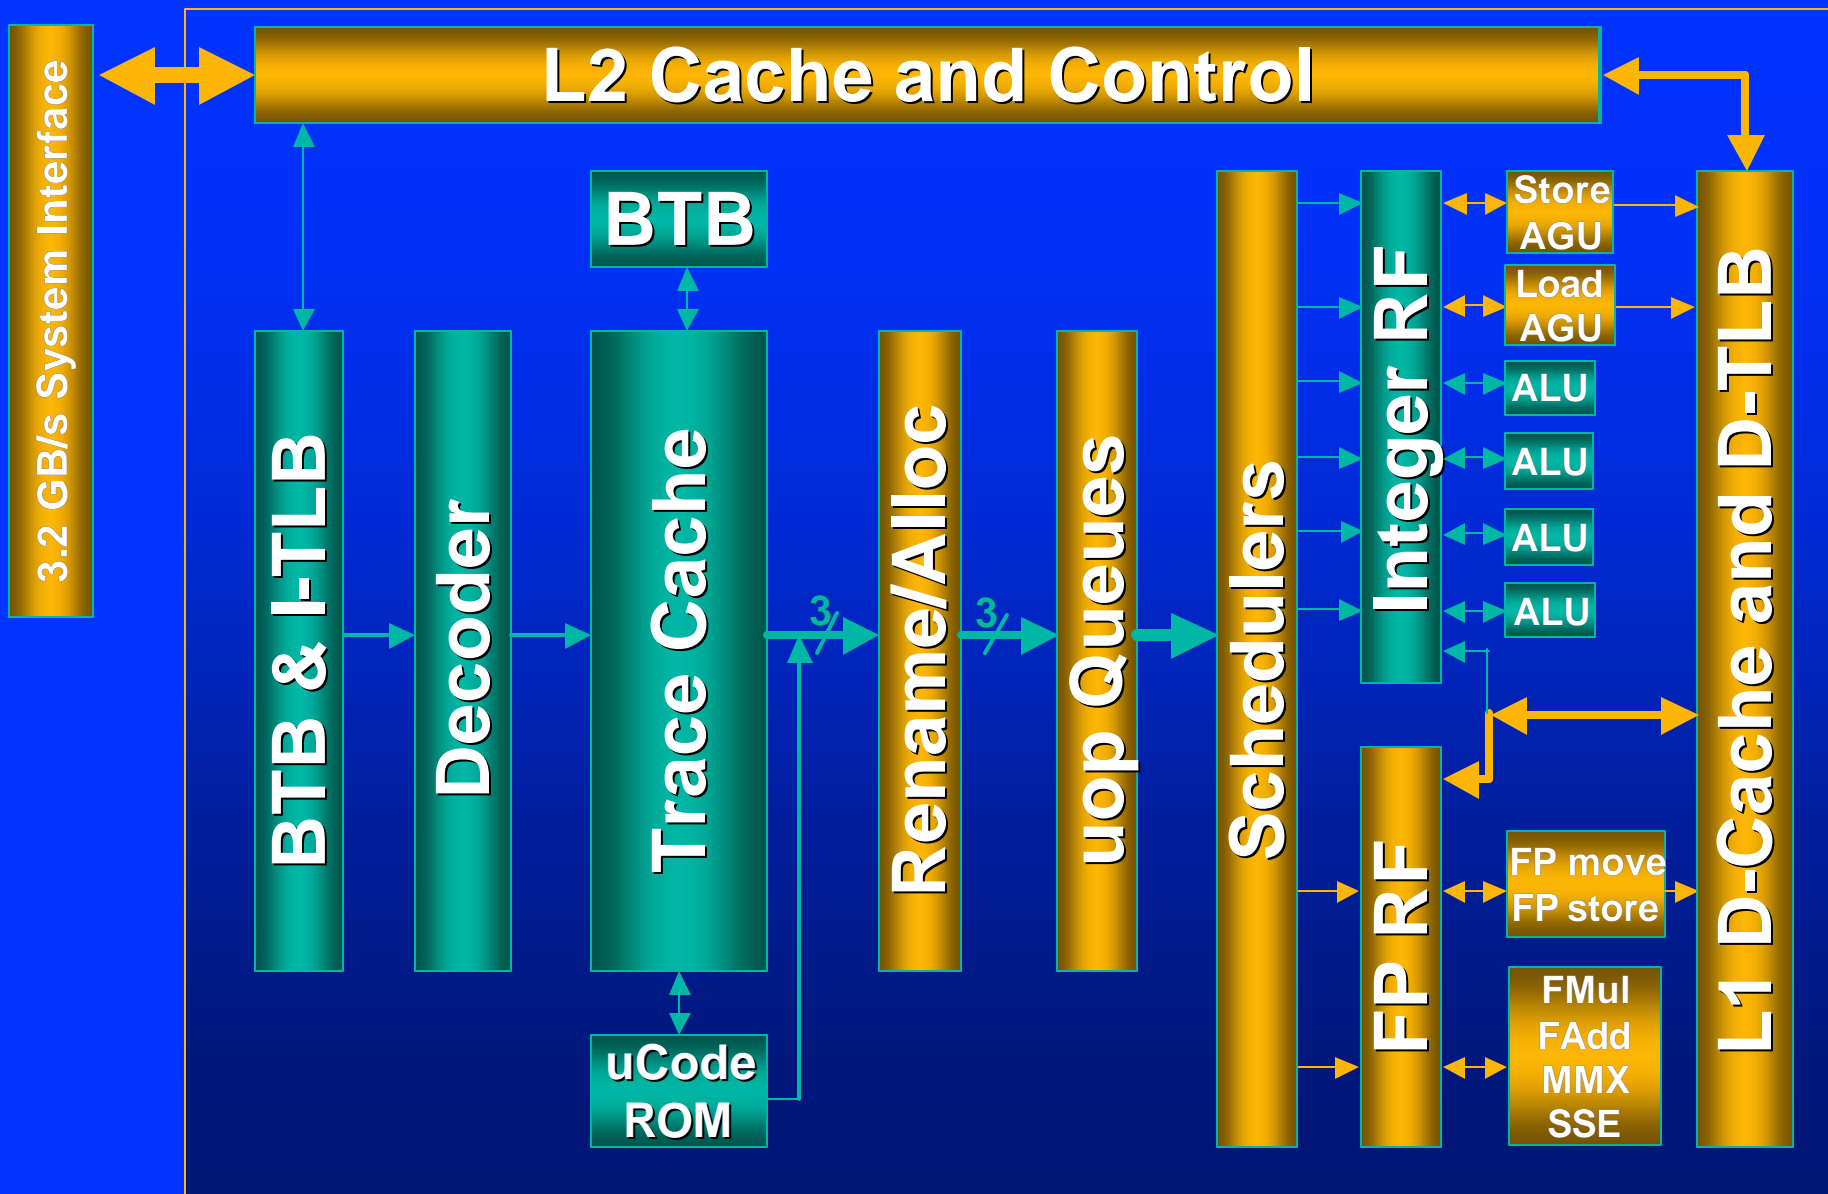 3.2 GB/s System Interface
L2 Cache and Control
BTB
BTB & I-TLB
Decoder
Trace Cache
uCode
ROM
3
Rename/Alloc
3
uop Queues
Schedulers
Integer RF
FP RF
Store
AGU
Load
AGU
ALU
ALU
ALU
ALU
FP move
FP store
FMul
FAdd
MMX
SSE
L1 D-Cache and D-TLB